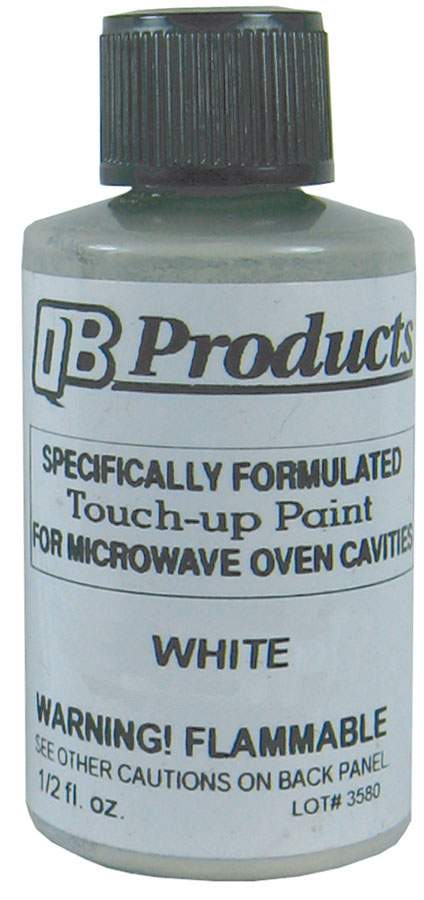 QB Products
SPECIFICALLY FORMULATED
Touch-up Paint
FOR MICROWAVE OVEN CAVITIES
WHITE
WARNING! FLAMMABLE
SEE OTHER CAUTIONS ON BACK PANEL
1/2 fl. oz.
LOT# 3580